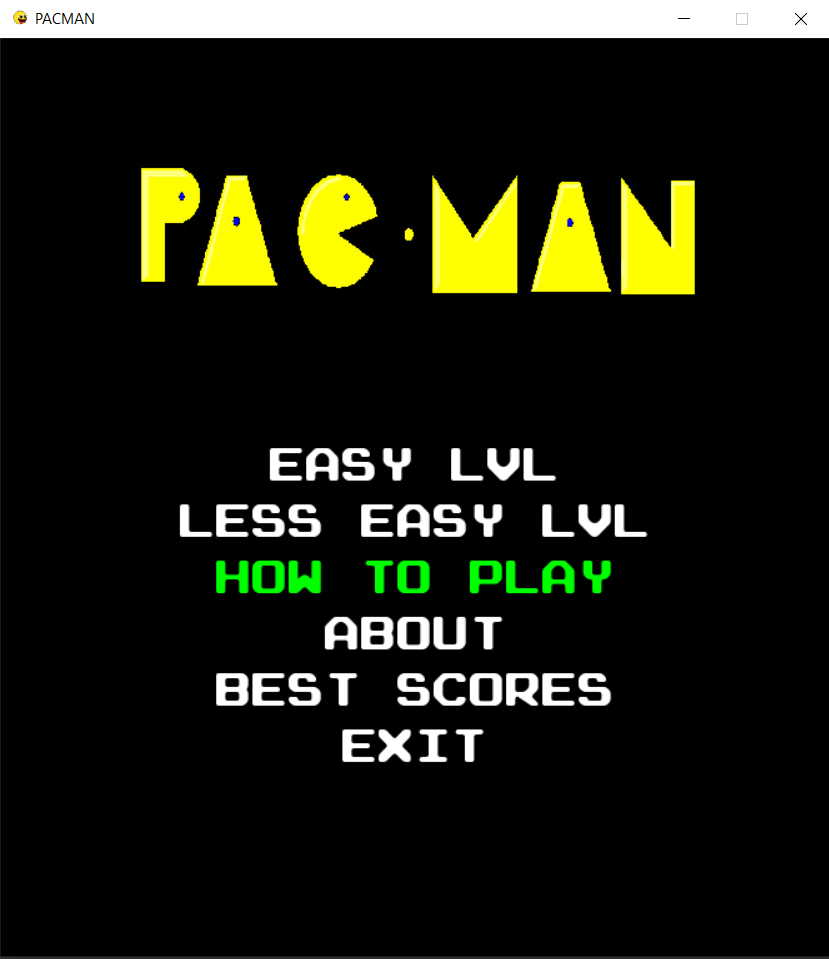 PACMAN
PAC·MAN
EASY LVL
LESS EASY LVL
HOW TO PLAY
ABOUT
BEST SCORES
EXIT